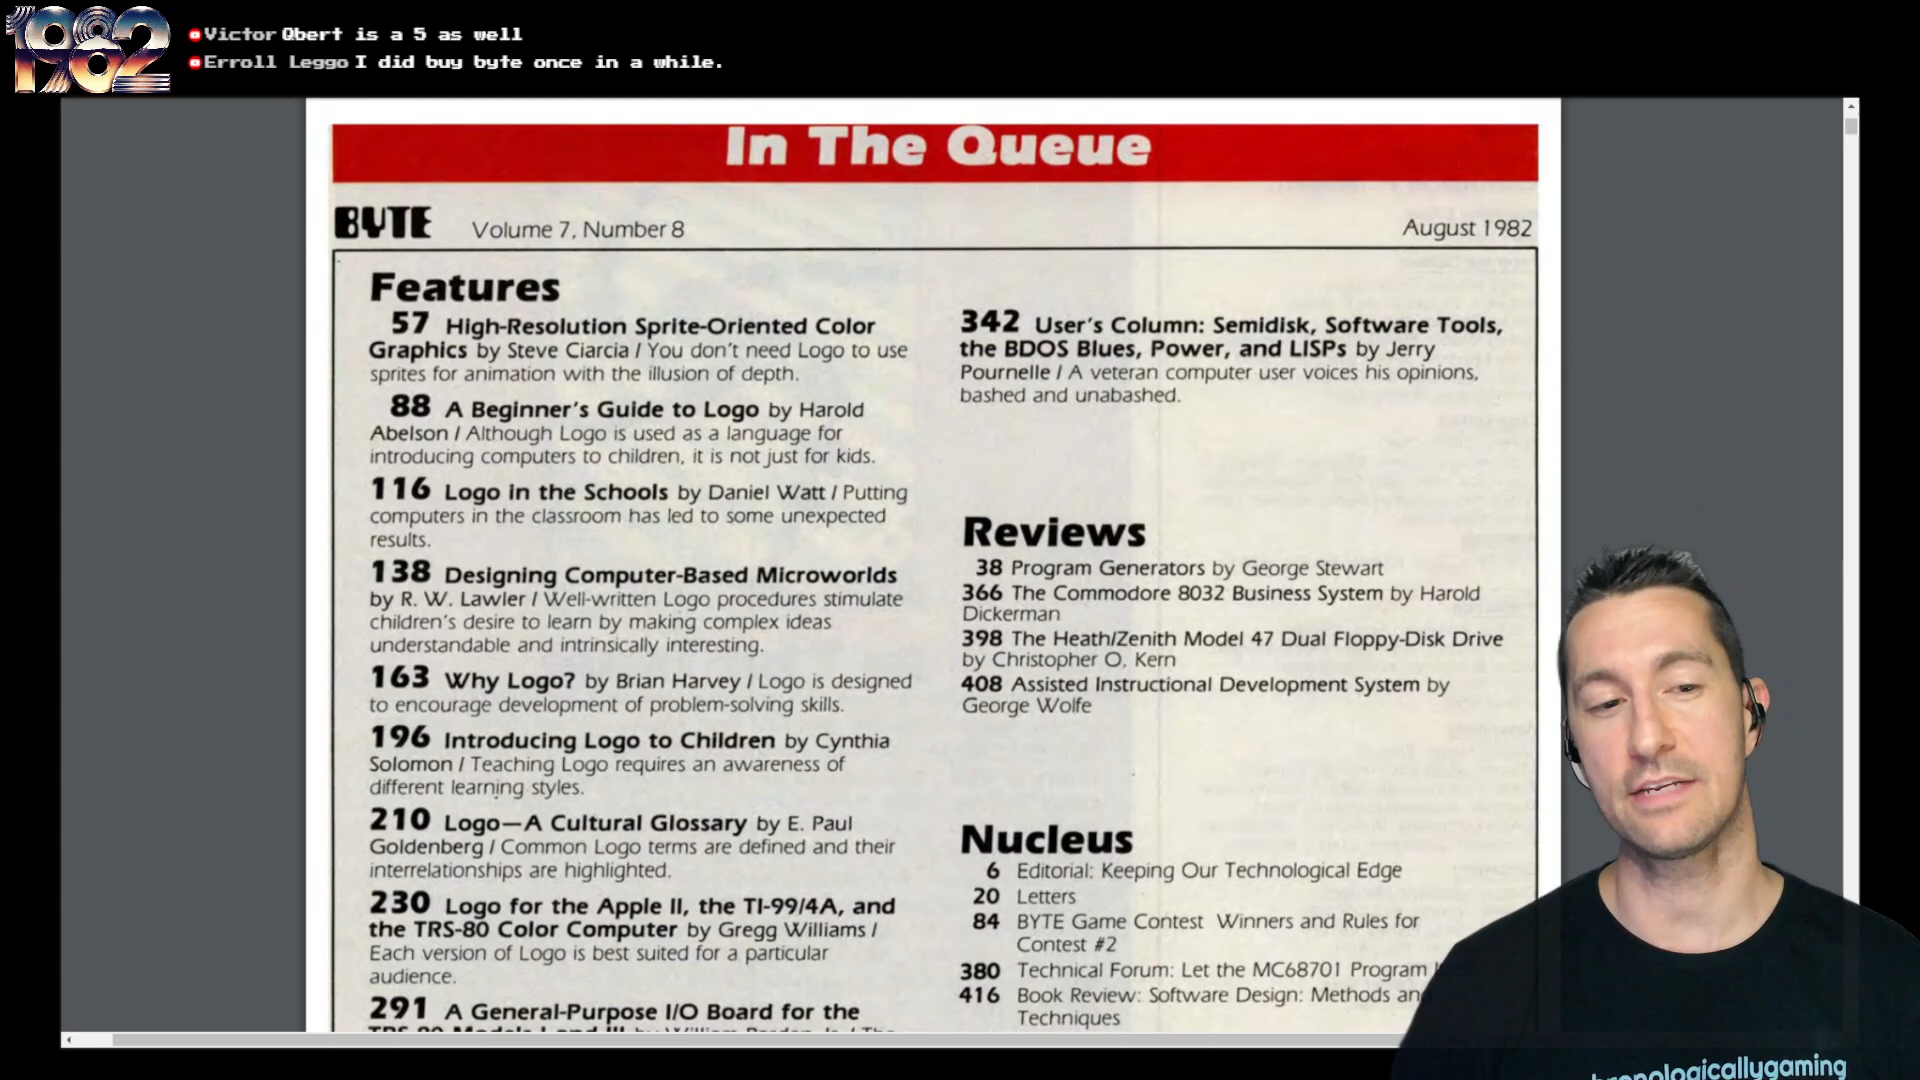 1982
Victor Qbert is a 5 as well
Erroll Leggo I did buy byte once in a while.
In The Queue
BYTE Volume 7, Number 8 August 1982
Features
57 High-Resolution Sprite-Oriented Color
Graphics by Steve Ciarcia / You don't need Logo to use
sprites for animation with the illusion of depth.
88 A Beginner's Guide to Logo by Harold
Abelson / Although Logo is used as a language for
introducing computers to children, it is not just for kids.
116 Logo in the Schools by Daniel Watt / Putting
computers in the classroom has led to some unexpected
results.
138 Designing Computer-Based Microworlds
by R. W. Lawler / Well-written Logo procedures stimulate
children's desire to learn by making complex ideas
understandable and intrinsically interesting.
163 Why Logo? by Brian Harvey / Logo is designed
to encourage development of problem-solving skills.
196 Introducing Logo to Children by Cynthia
Solomon / Teaching Logo requires an awareness of
different learning styles.
210 Logo—A Cultural Glossary by E. Paul
Goldenberg / Common Logo terms are defined and their
interrelationships are highlighted.
230 Logo for the Apple II, the TI-99/4A, and
the TRS-80 Color Computer by Gregg Williams /
Each version of Logo is best suited for a particular
audience.
291 A General-Purpose I/O Board for the
342 User's Column: Semidisk, Software Tools,
the BDOS Blues, Power, and LISPs by Jerry
Pournelle / A veteran computer user voices his opinions,
bashed and unabashed.
Reviews
38 Program Generators by George Stewart
366 The Commodore 8032 Business System by Harold
Dickerman
398 The Heath/Zenith Model 47 Dual Floppy-Disk Drive
by Christopher O. Kern
408 Assisted Instructional Development System by
George Wolfe
Nucleus
6 Editorial: Keeping Our Technological Edge
20 Letters
84 BYTE Game Contest Winners and Rules for
Contest #2
380 Technical Forum: Let the MC68701 Program
416 Book Review: Software Design: Methods and
Techniques
chronologicallygaming